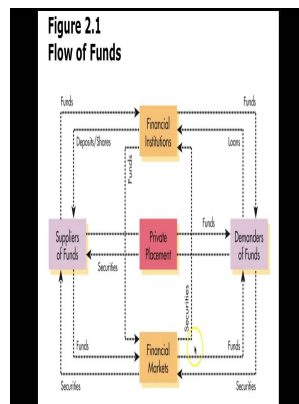 Figure 2.1
Flow of Funds
Funds
Funds
Financial
Institutions
Deposits/Shares
Loans
Funds
Suppliers
of Funds
Private
Placement
Funds
Demanders
of Funds
Securities
Securities
Funds
Financial
Markets
Funds
Securities
Securities